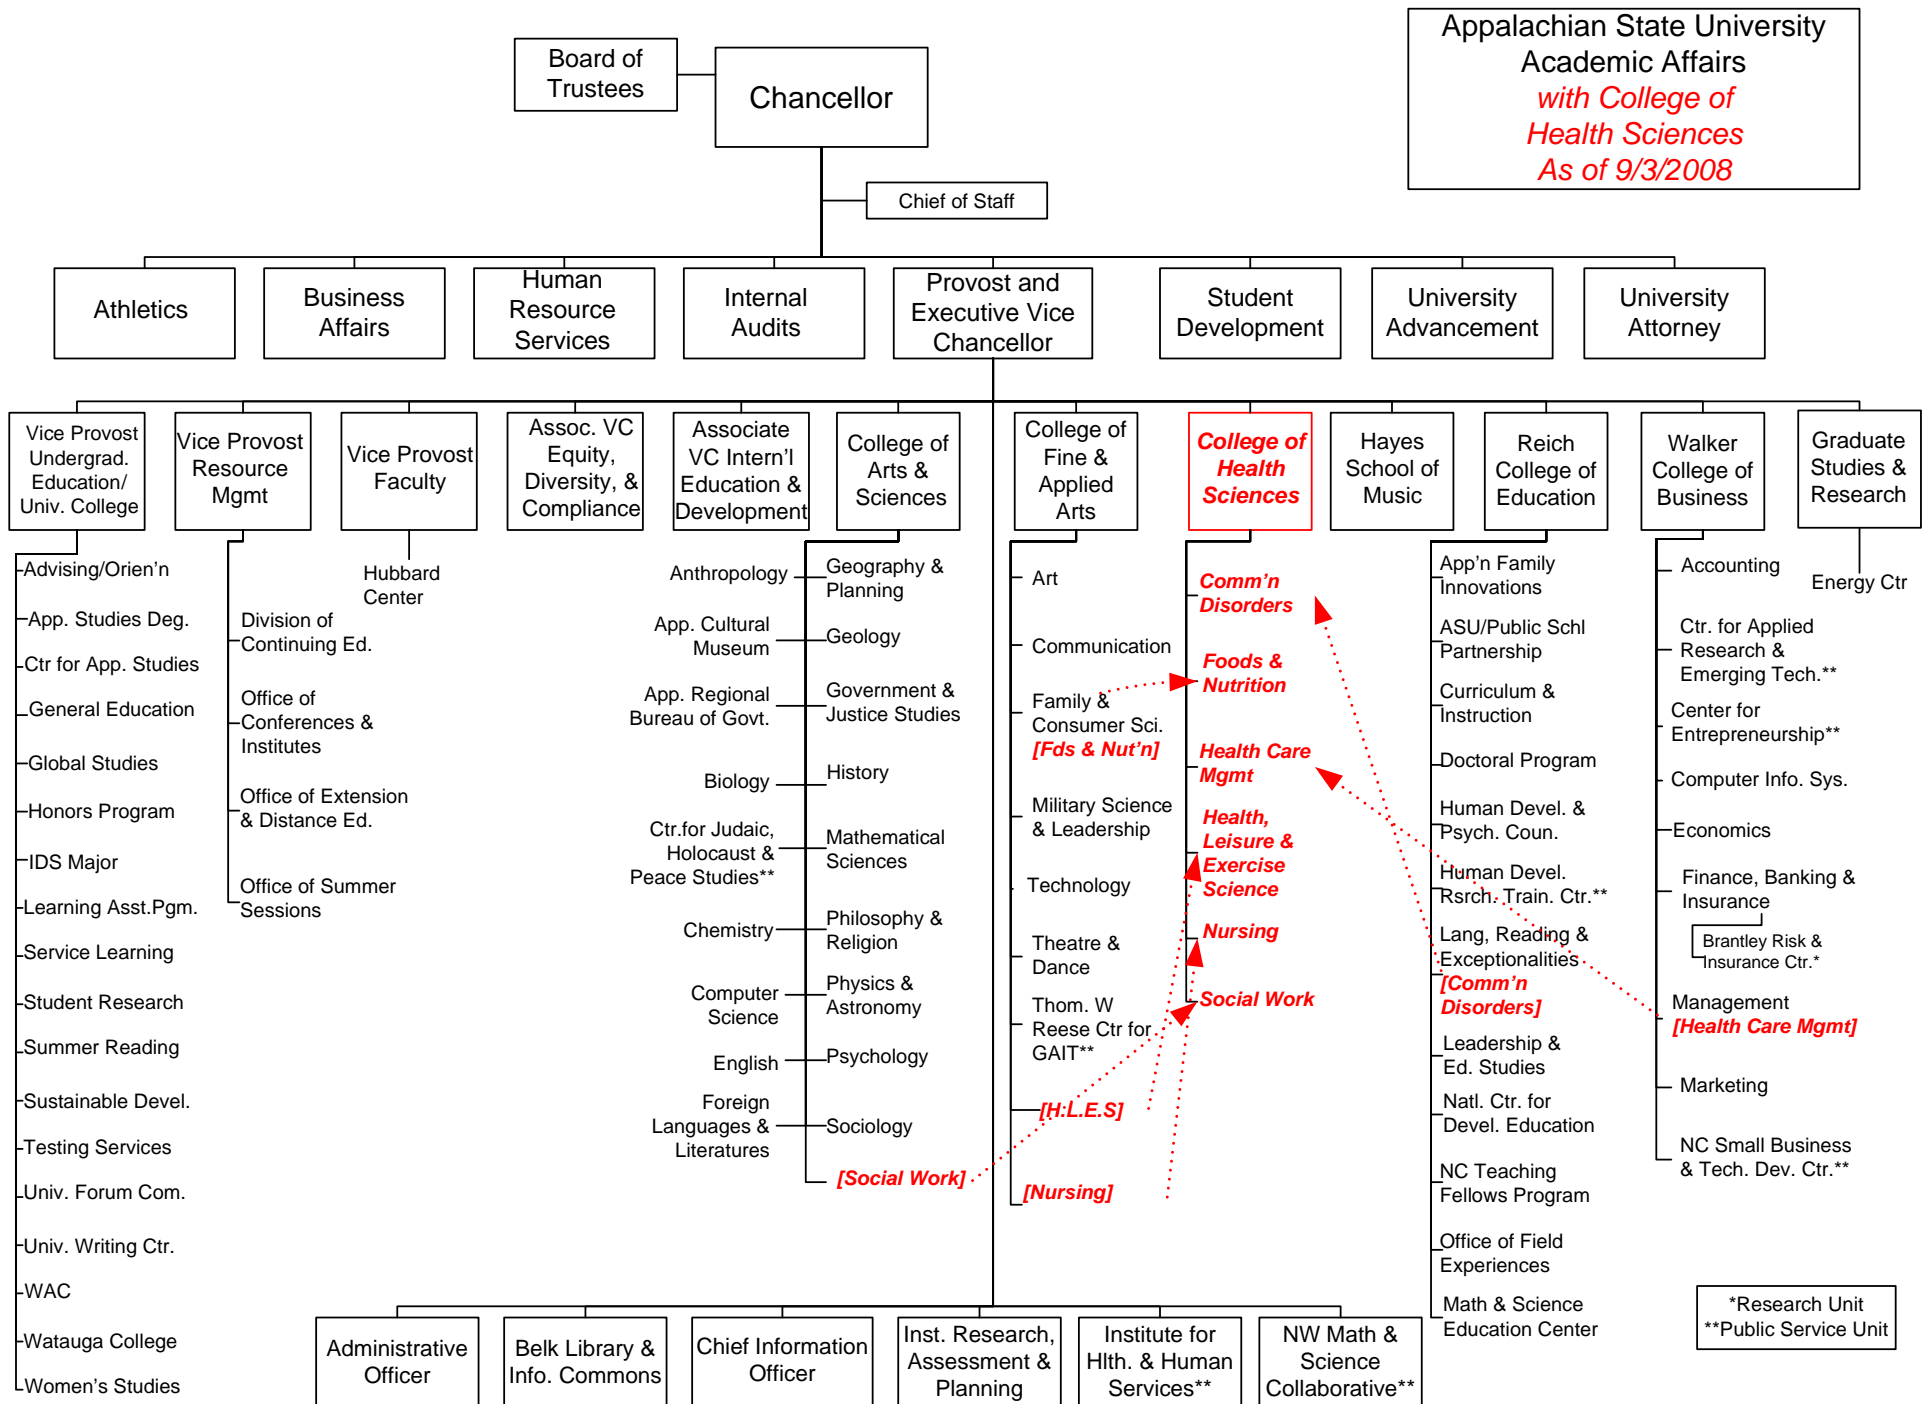 Appalachian State University
Academic Affairs
with College of
Health Sciences
As of 9/3/2008
Board of
Trustees
Chancellor
Chief of Staff
Athletics
Business
Affairs
Human
Resource
Services
Internal
Audits
Provost and
Executive Vice
Chancellor
Student
Development
University
Advancement
University
Attorney
Vice Provost
Undergrad.
Education/
Univ. College
Vice Provost
Resource
Mgmt
Vice Provost
Faculty
Assoc. VC
Equity,
Diversity, &
Compliance
Associate
VC Intern'l
Education &
Development
College of
Arts &
Sciences
College of
Fine &
Applied
Arts
College of
Health
Sciences
Hayes
School of
Music
Reich
College of
Education
Walker
College of
Business
Graduate
Studies &
Research
Advising/Orien'n
App. Studies Deg.
Ctr for App. Studies
General Education
Global Studies
Honors Program
IDS Major
Learning Asst.Pgm.
Service Learning
Student Research
Summer Reading
Sustainable Devel.
Testing Services
Univ. Forum Com.
Univ. Writing Ctr.
WAC
Watauga College
Women's Studies
Division of
Continuing Ed.
Office of
Conferences &
Institutes
Office of Extension
& Distance Ed.
Office of Summer
Sessions
Hubbard
Center
Anthropology
App. Cultural
Museum
App. Regional
Bureau of Govt.
Biology
Ctr.for Judaic,
Holocaust &
Peace Studies**
Chemistry
Computer
Science
English
Foreign
Languages &
Literatures
Geography &
Planning
Geology
Government &
Justice Studies
History
Mathematical
Sciences
Philosophy &
Religion
Physics &
Astronomy
Psychology
Sociology
[Social Work]
Art
Communication
Family &
Consumer Sci.
[Fds & Nut'n]
Military Science
& Leadership
Technology
Theatre &
Dance
Thom. W
Reese Ctr for
GAIT**
[H.L.E.S]
[Nursing]
Comm'n
Disorders
Foods &
Nutrition
Health Care
Mgmt
Health,
Leisure &
Exercise
Science
Nursing
Social Work
App'n Family
Innovations
ASU/Public Schl
Partnership
Curriculum &
Instruction
Doctoral Program
Human Devel. &
Psych. Coun.
Human Devel.
Rsrch. Train. Ctr.**
Lang, Reading &
Exceptionalities
[Comm'n
Disorders]
Leadership &
Ed. Studies
Natl. Ctr. for
Devel. Education
NC Teaching
Fellows Program
Office of Field
Experiences
Math & Science
Education Center
Accounting
Ctr. for Applied
Research &
Emerging Tech.**
Center for
Entrepreneurship**
Computer Info. Sys.
Economics
Finance, Banking &
Insurance
Brantley Risk &
Insurance Ctr.*
Management
[Health Care Mgmt]
Marketing
NC Small Business
& Tech. Dev. Ctr.**
Energy Ctr
Administrative
Officer
Belk Library &
Info. Commons
Chief Information
Officer
Inst. Research,
Assessment &
Planning
Institute for
Hlth. & Human
Services**
NW Math &
Science
Collaborative**
*Research Unit
**Public Service Unit